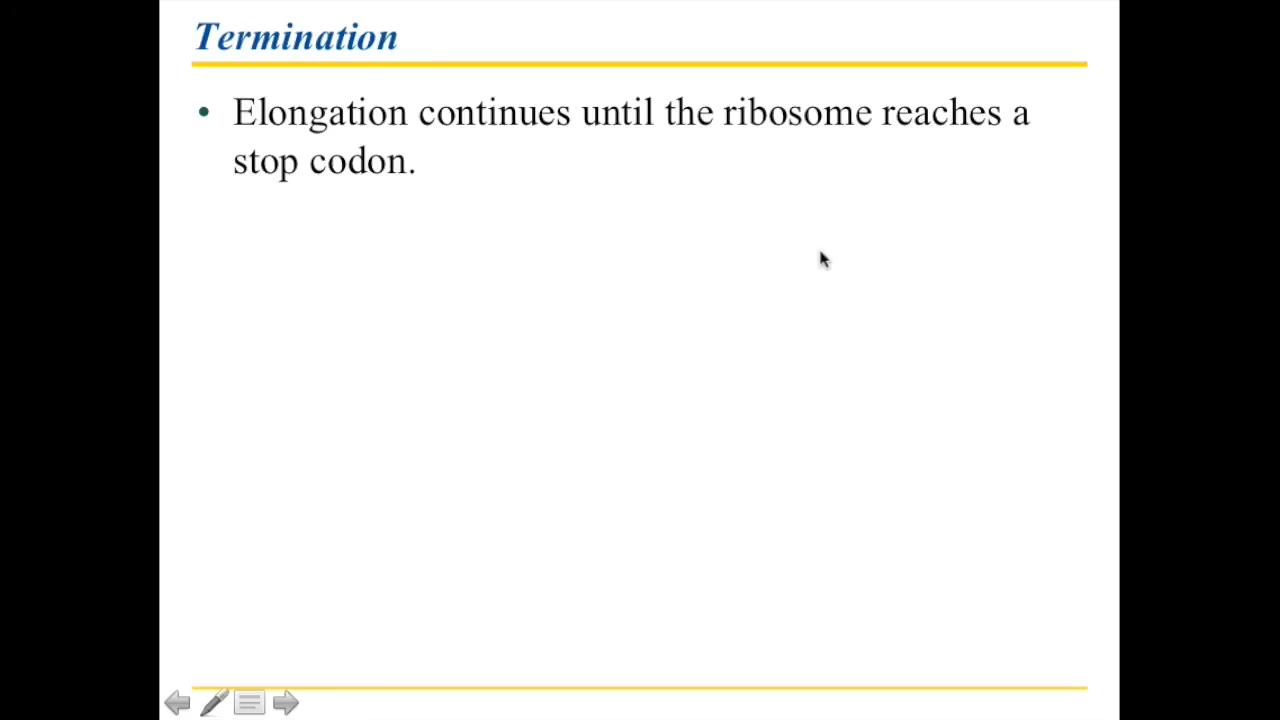 Termination
• Elongation continues until the ribosome reaches a
stop codon.